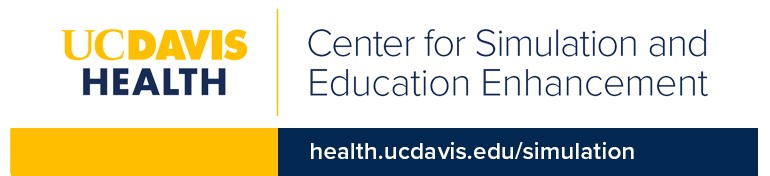 UCDAVIS
HEALTH
Center for Simulation and
Education Enhancement
health.ucdavis.edu/simulation